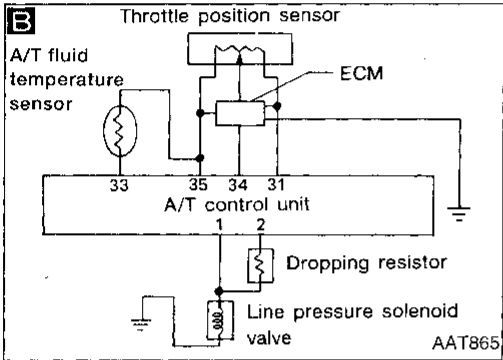 B
Throttle position sensor
A/T fluid
temperature
sensor
ECM
33 35 34 31
A/T control unit
1 2
Dropping resistor
Line pressure solenoid
valve
AAT865